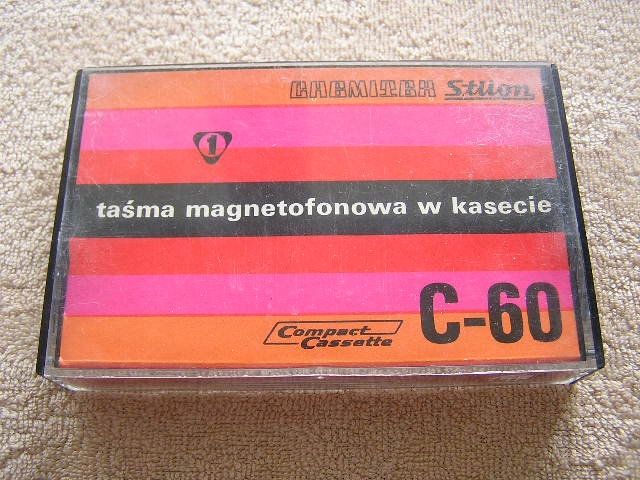 CHEMITEX Stilon
1
taśma magnetofonowa w kasecie
C-60
Compact
Cassette